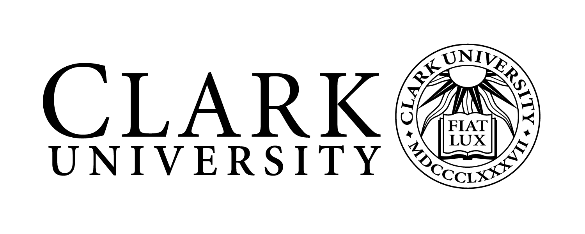 CLARK
UNIVERSITY
CLARK UNIVERSITY
FIAT
LUX
MDCCCLXXXVII